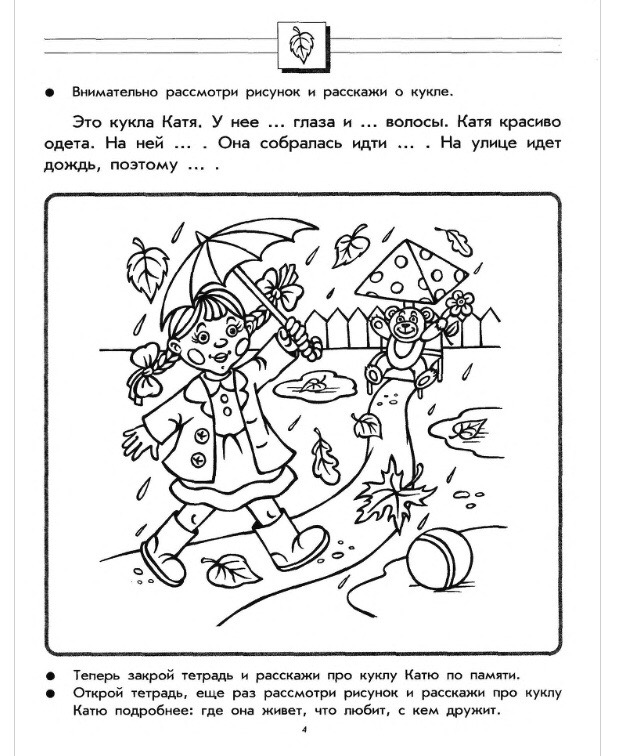 ● Внимательно рассмотри рисунок и расскажи о кукле.
Это кукла Катя. У нее ... глаза и ... волосы. Катя красиво
одета. На ней ... . Она собралась идти ... . На улице идет
дождь, поэтому ... .
● Теперь закрой тетрадь и расскажи про куклу Катю по памяти.
● Открой тетрадь, еще раз рассмотри рисунок и расскажи про куклу
Катю подробнее: где она живет, что любит, с кем дружит.
4